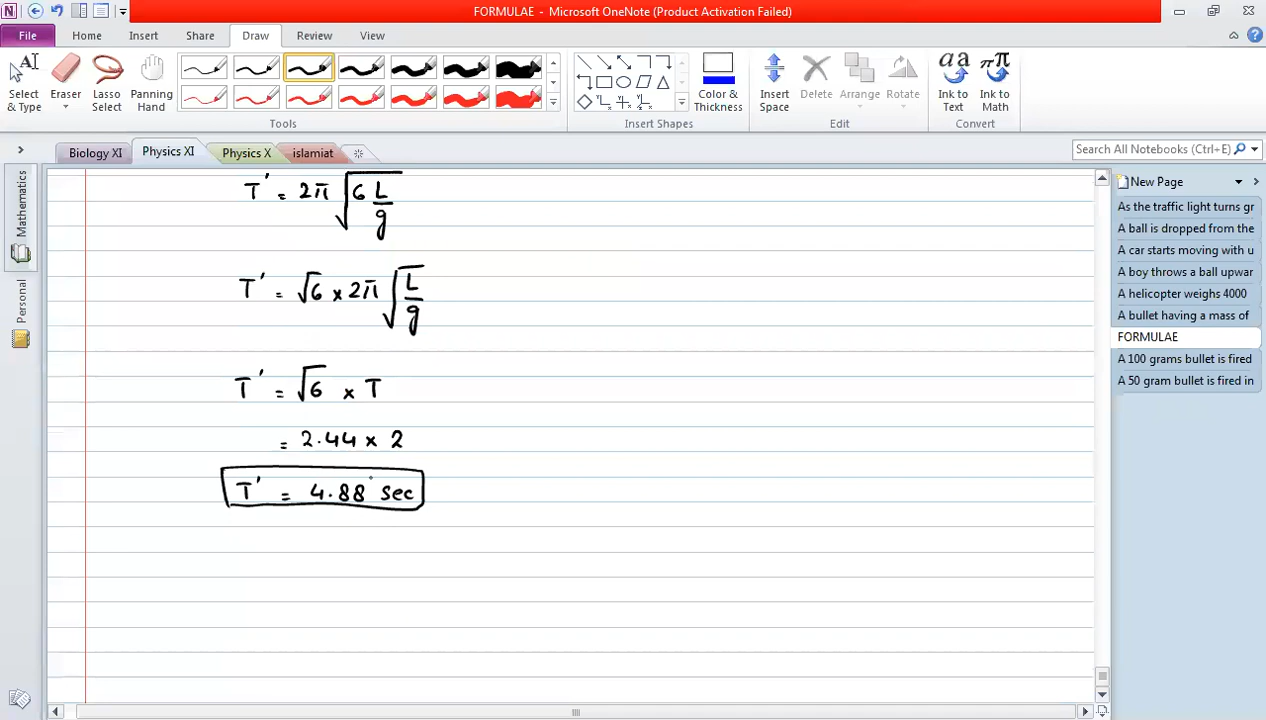 FORMULAE - Microsoft OneNote (Product Activation Failed)
File Home Insert Share Draw Review View
Select & Type Eraser Lasso Select Panning Hand Color & Thickness Insert Space Delete Arrange Rotate Ink to Text Ink to Math
Tools Insert Shapes Edit Convert
Biology XI Physics XI Physics X islamiat Search All Notebooks (Ctrl+E)
Mathematics
Personal
T' = 2π √6 L/g
T' = √6 × 2π √L/g
T' = √6 × T
= 2.44 × 2
T' = 4.88 sec
New Page
As the traffic light turns gr
A ball is dropped from the
A car starts moving with u
A boy throws a ball upwar
A helicopter weighs 4000
A bullet having a mass of
FORMULAE
A 100 grams bullet is fired
A 50 gram bullet is fired in